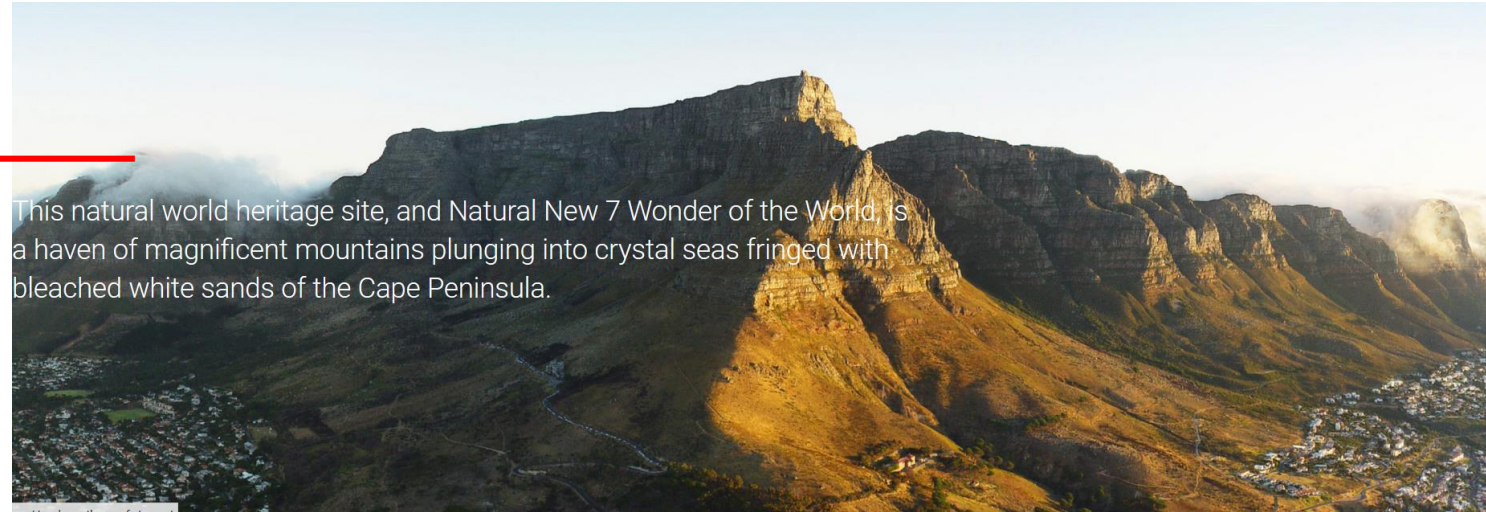 This natural world heritage site, and Natural New 7 Wonder of the World, is
a haven of magnificent mountains plunging into crystal seas fringed with
bleached white sands of the Cape Peninsula.